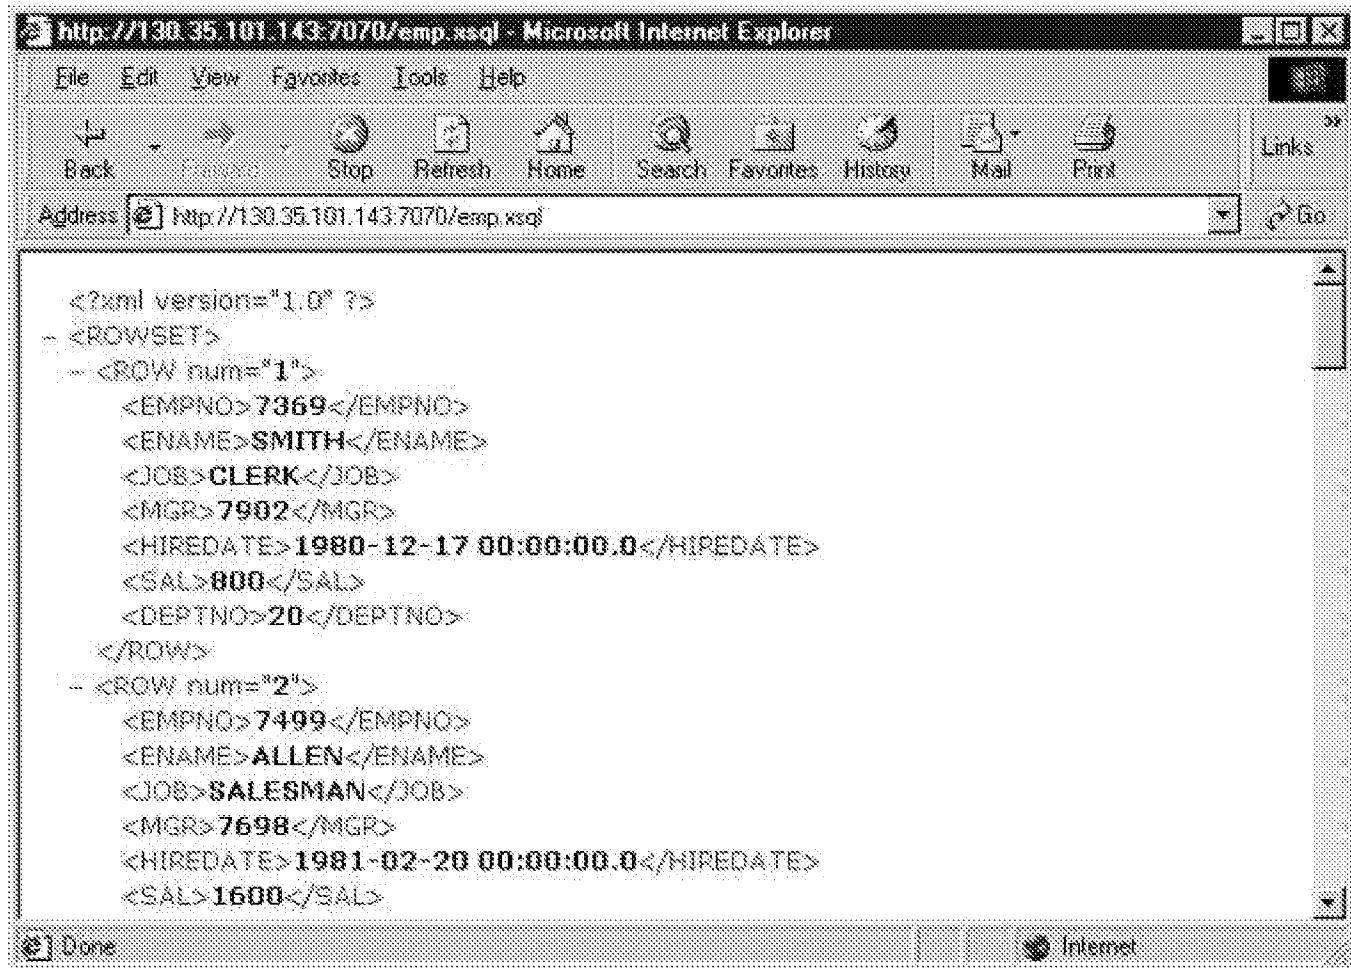 http://130.35.101.143:7070/emp.xsql - Microsoft Internet Explorer
File Edit View Favorites Tools Help
Back Forward Stop Refresh Home Search Favorites History Mail Print Links »
Address http://130.35.101.143:7070/emp.xsql Go
<?xml version="1.0" ?>
- <ROWSET>
- <ROW num="1">
<EMPNO>7369</EMPNO>
<ENAME>SMITH</ENAME>
<JOB>CLERK</JOB>
<MGR>7902</MGR>
<HIREDATE>1980-12-17 00:00:00.0</HIREDATE>
<SAL>800</SAL>
<DEPTNO>20</DEPTNO>
</ROW>
- <ROW num="2">
<EMPNO>7499</EMPNO>
<ENAME>ALLEN</ENAME>
<JOB>SALESMAN</JOB>
<MGR>7698</MGR>
<HIREDATE>1981-02-20 00:00:00.0</HIREDATE>
<SAL>1600</SAL>
Done Internet